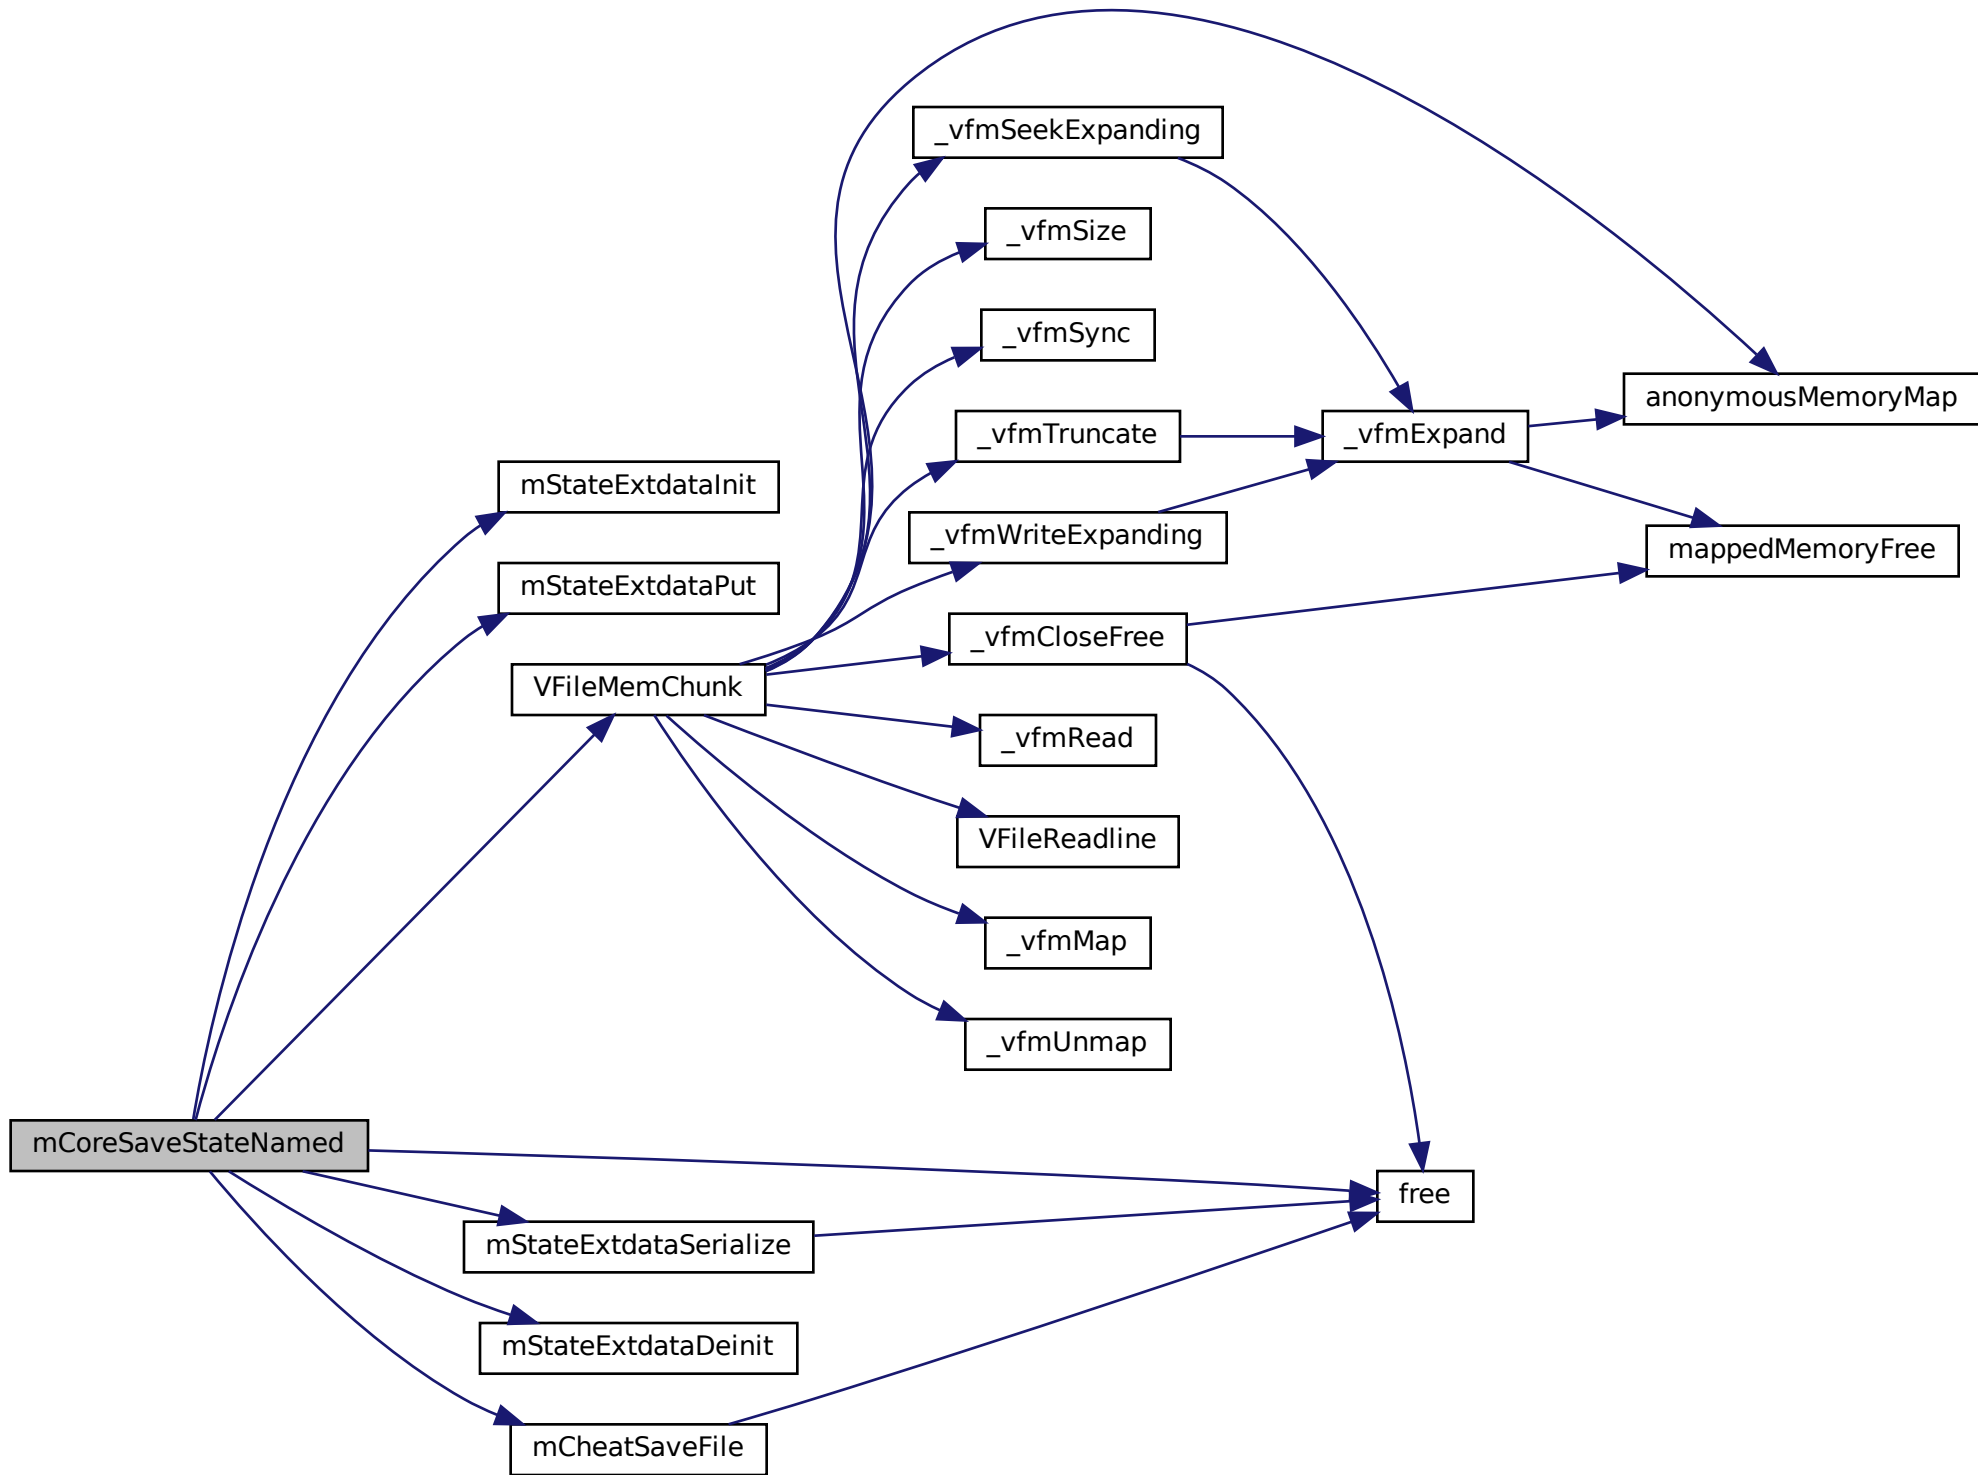 _vfmSeekExpanding
_vfmSize
_vfmSync
anonymousMemoryMap
_vfmTruncate
_vfmExpand
mStateExtdataInit
_vfmWriteExpanding
mappedMemoryFree
mStateExtdataPut
_vfmCloseFree
VFileMemChunk
_vfmRead
VFileReadline
_vfmMap
_vfmUnmap
mCoreSaveStateNamed
free
mStateExtdataSerialize
mStateExtdataDeinit
mCheatSaveFile